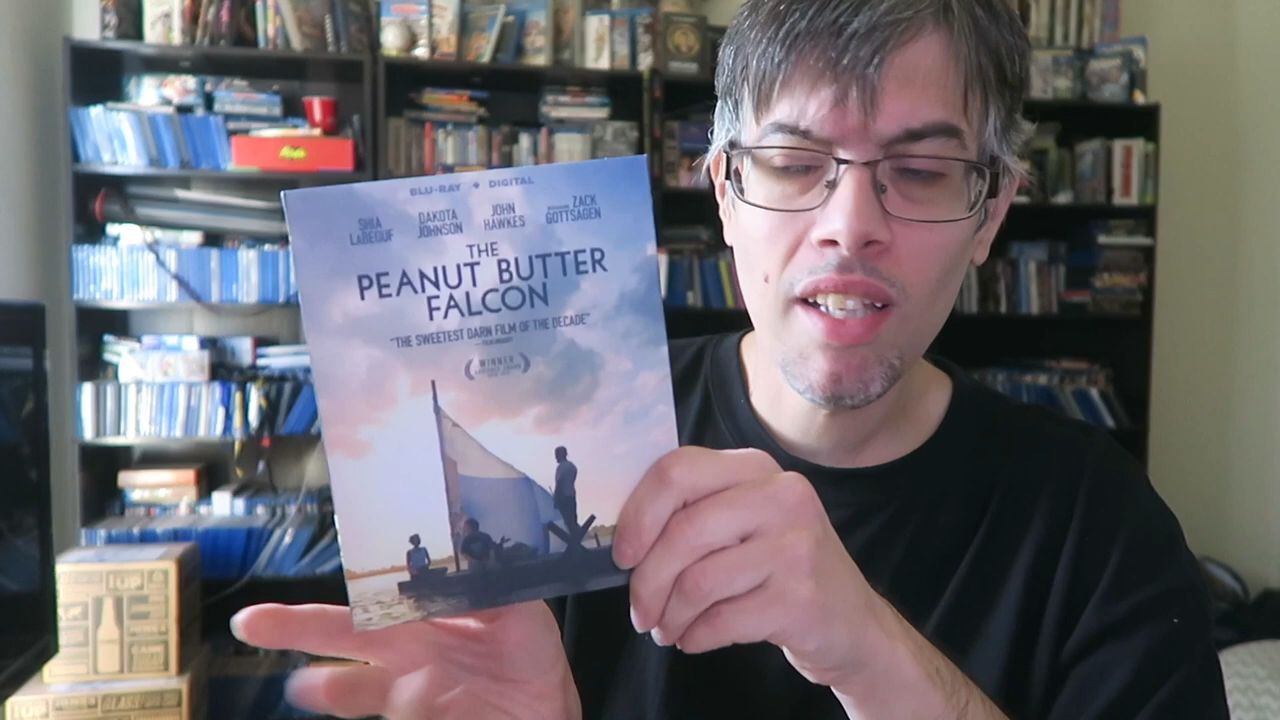 BLU-RAY + DIGITAL
SHIA LABEOUF
DAKOTA JOHNSON
JOHN HAWKES
ZACK GOTTSAGEN
THE
PEANUT BUTTER
FALCON
"THE SWEETEST DARN FILM OF THE DECADE"
WINNER
1UP